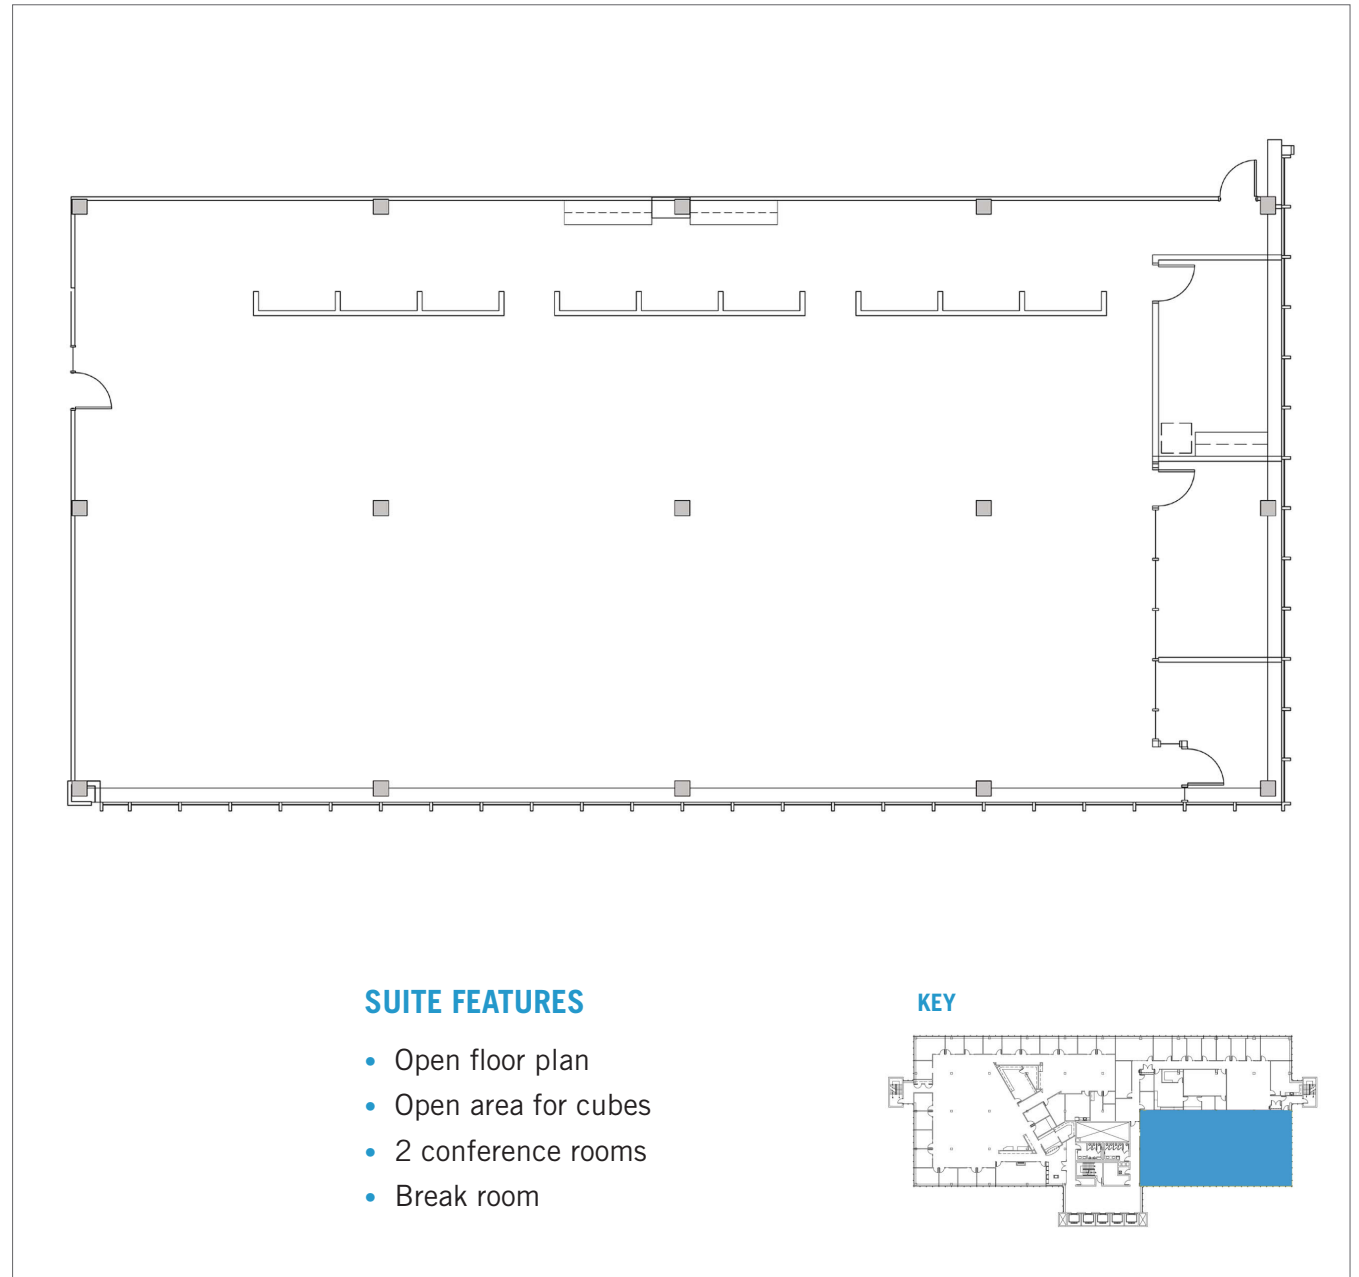 SUITE FEATURES
• Open floor plan
• Open area for cubes
• 2 conference rooms
• Break room
KEY